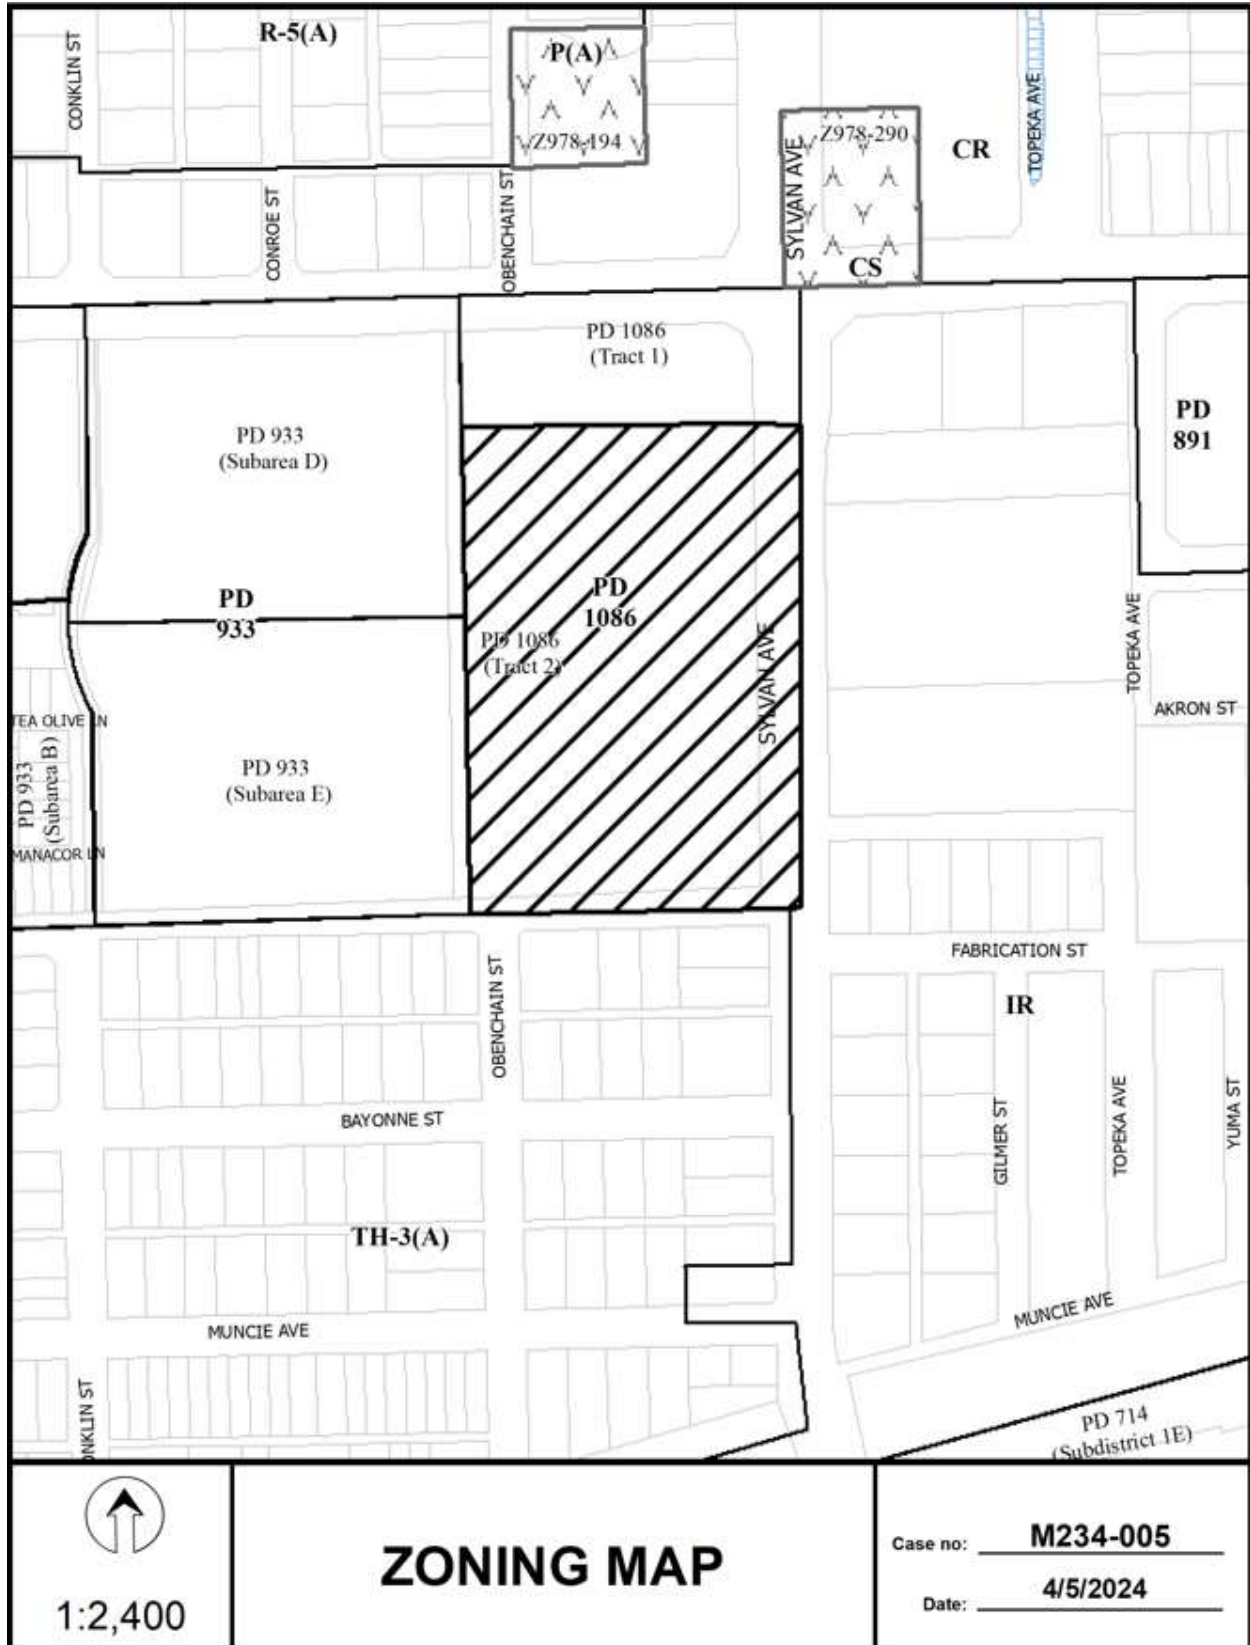 R-5(A)
CONKLIN ST
P(A)
Z978-194
TOPEKA AVE
Z978-290
CR
SYLVAN AVE
CONROE ST
OBENCHAIN ST
CS
PD 1086
(Tract 1)
PD
891
PD 933
(Subarea D)
PD
933
PD
1086
PD 1086
(Tract 2)
SYLVAN AVE
TOPEKA AVE
AKRON ST
TEA OLIVE LN
PD 933
(Subarea B)
PD 933
(Subarea E)
MANACOR LN
FABRICATION ST
OBENCHAIN ST
IR
BAYONNE ST
GILMER ST
TOPEKA AVE
YUMA ST
TH-3(A)
MUNCIE AVE
MUNCIE AVE
ONKLIN ST
PD 714
(Subdistrict 1E)
1:2,400
ZONING MAP
Case no: M234-005
Date: 4/5/2024